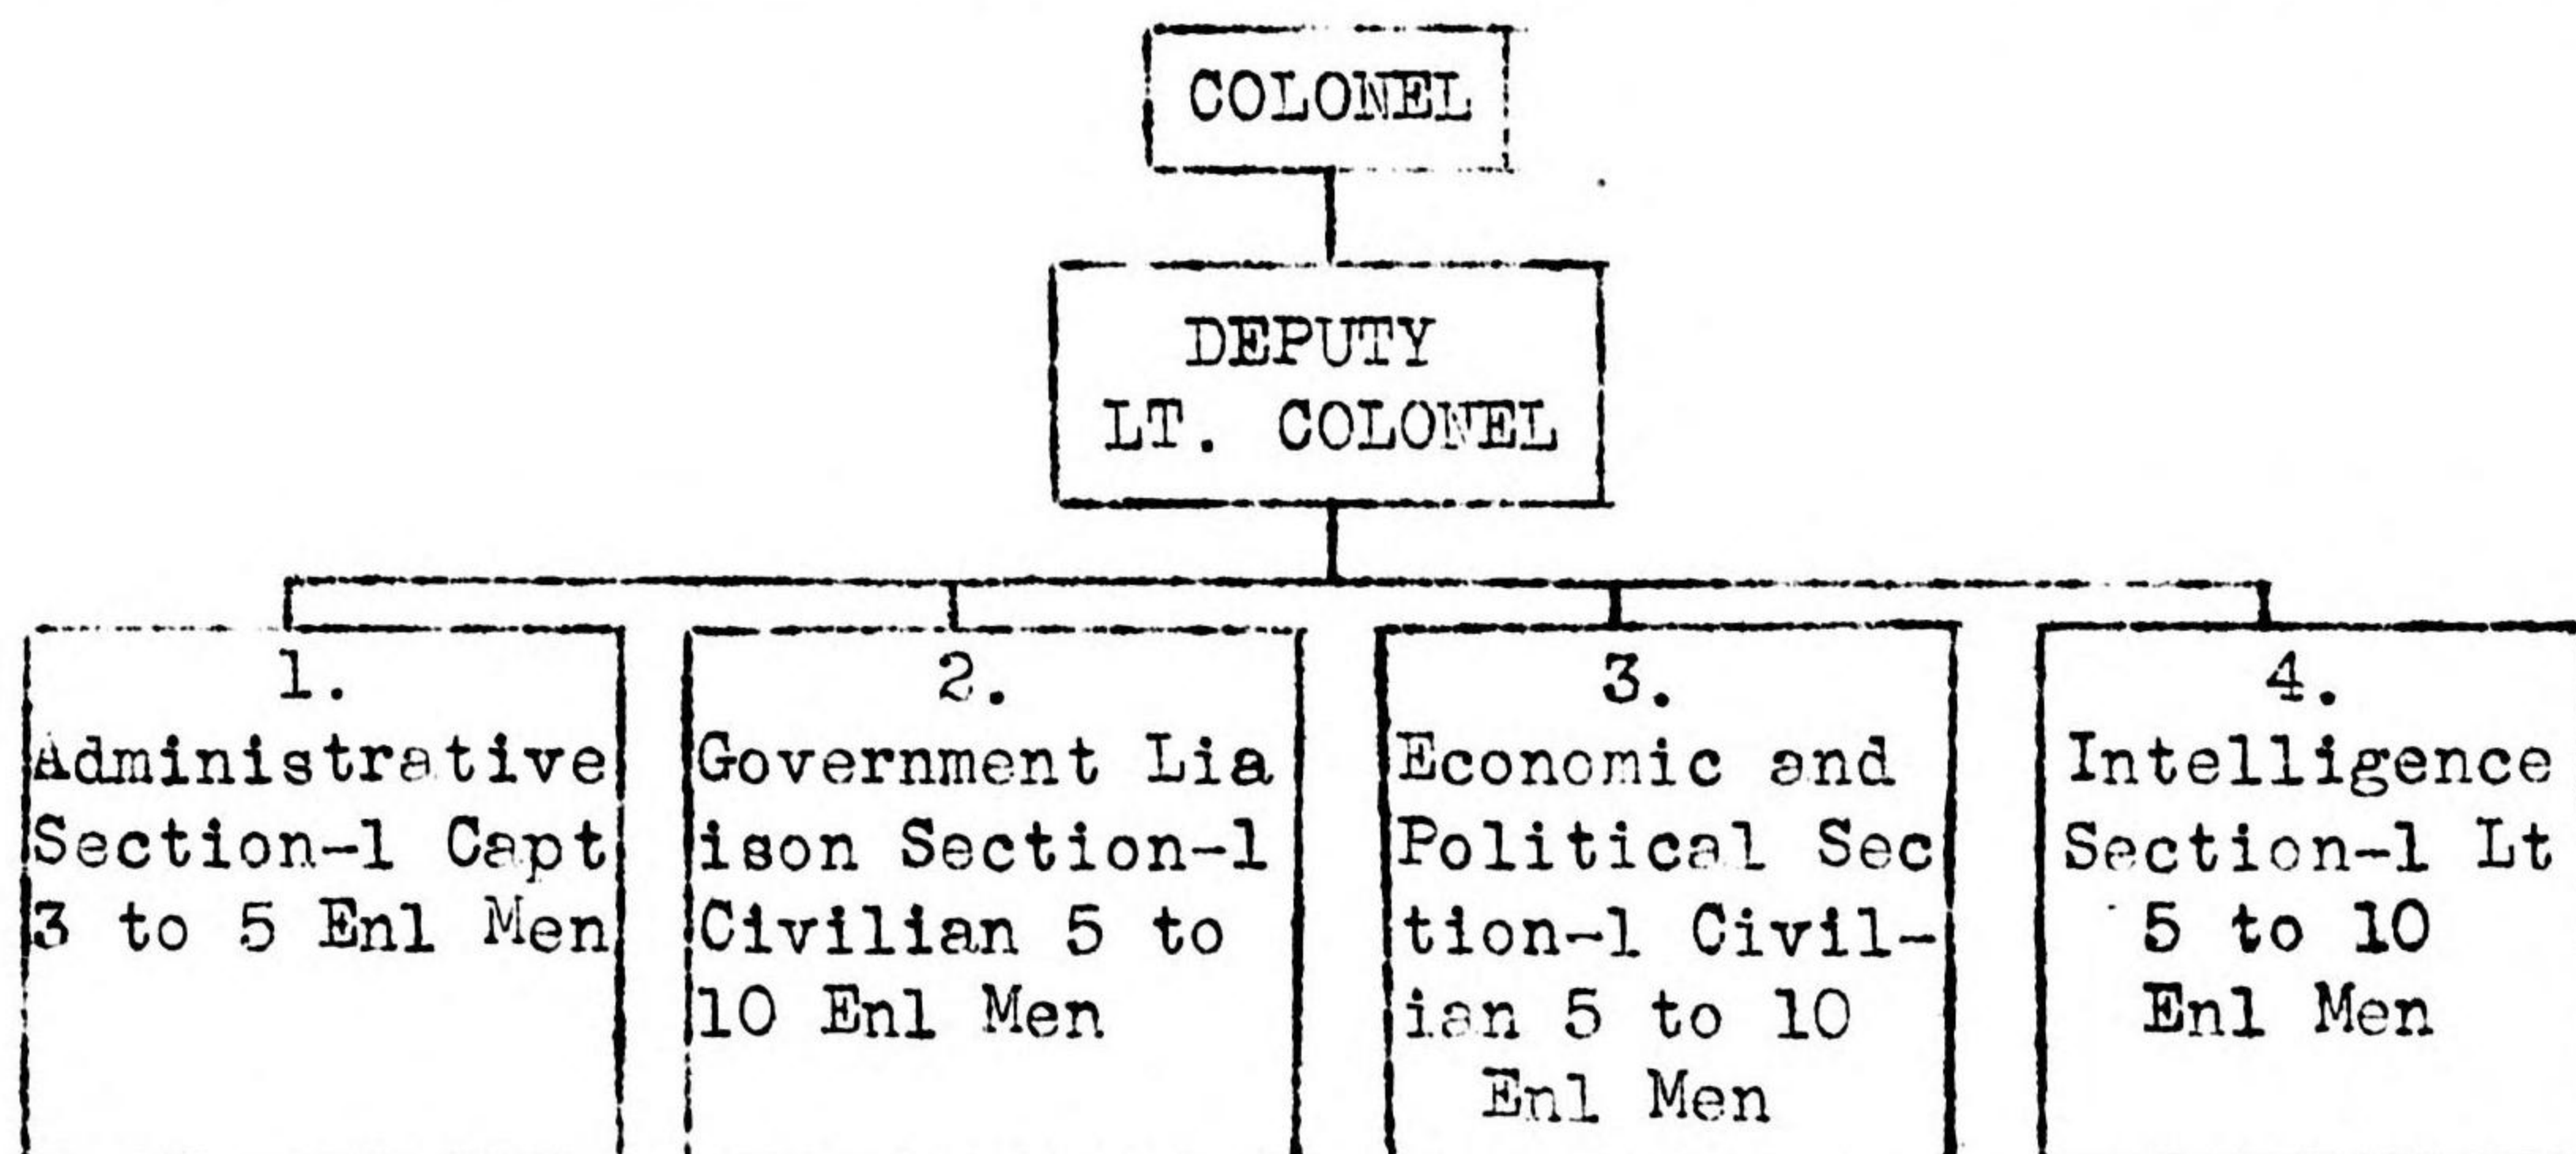 COLONEL
DEPUTY
LT. COLONEL
1.
Administrative
Section-1 Capt
3 to 5 Enl Men
2.
Government Lia
ison Section-1
Civilian 5 to
10 Enl Men
3.
Economic and
Political Sec
tion-1 Civil-
ian 5 to 10
Enl Men
4.
Intelligence
Section-1 Lt
5 to 10
Enl Men